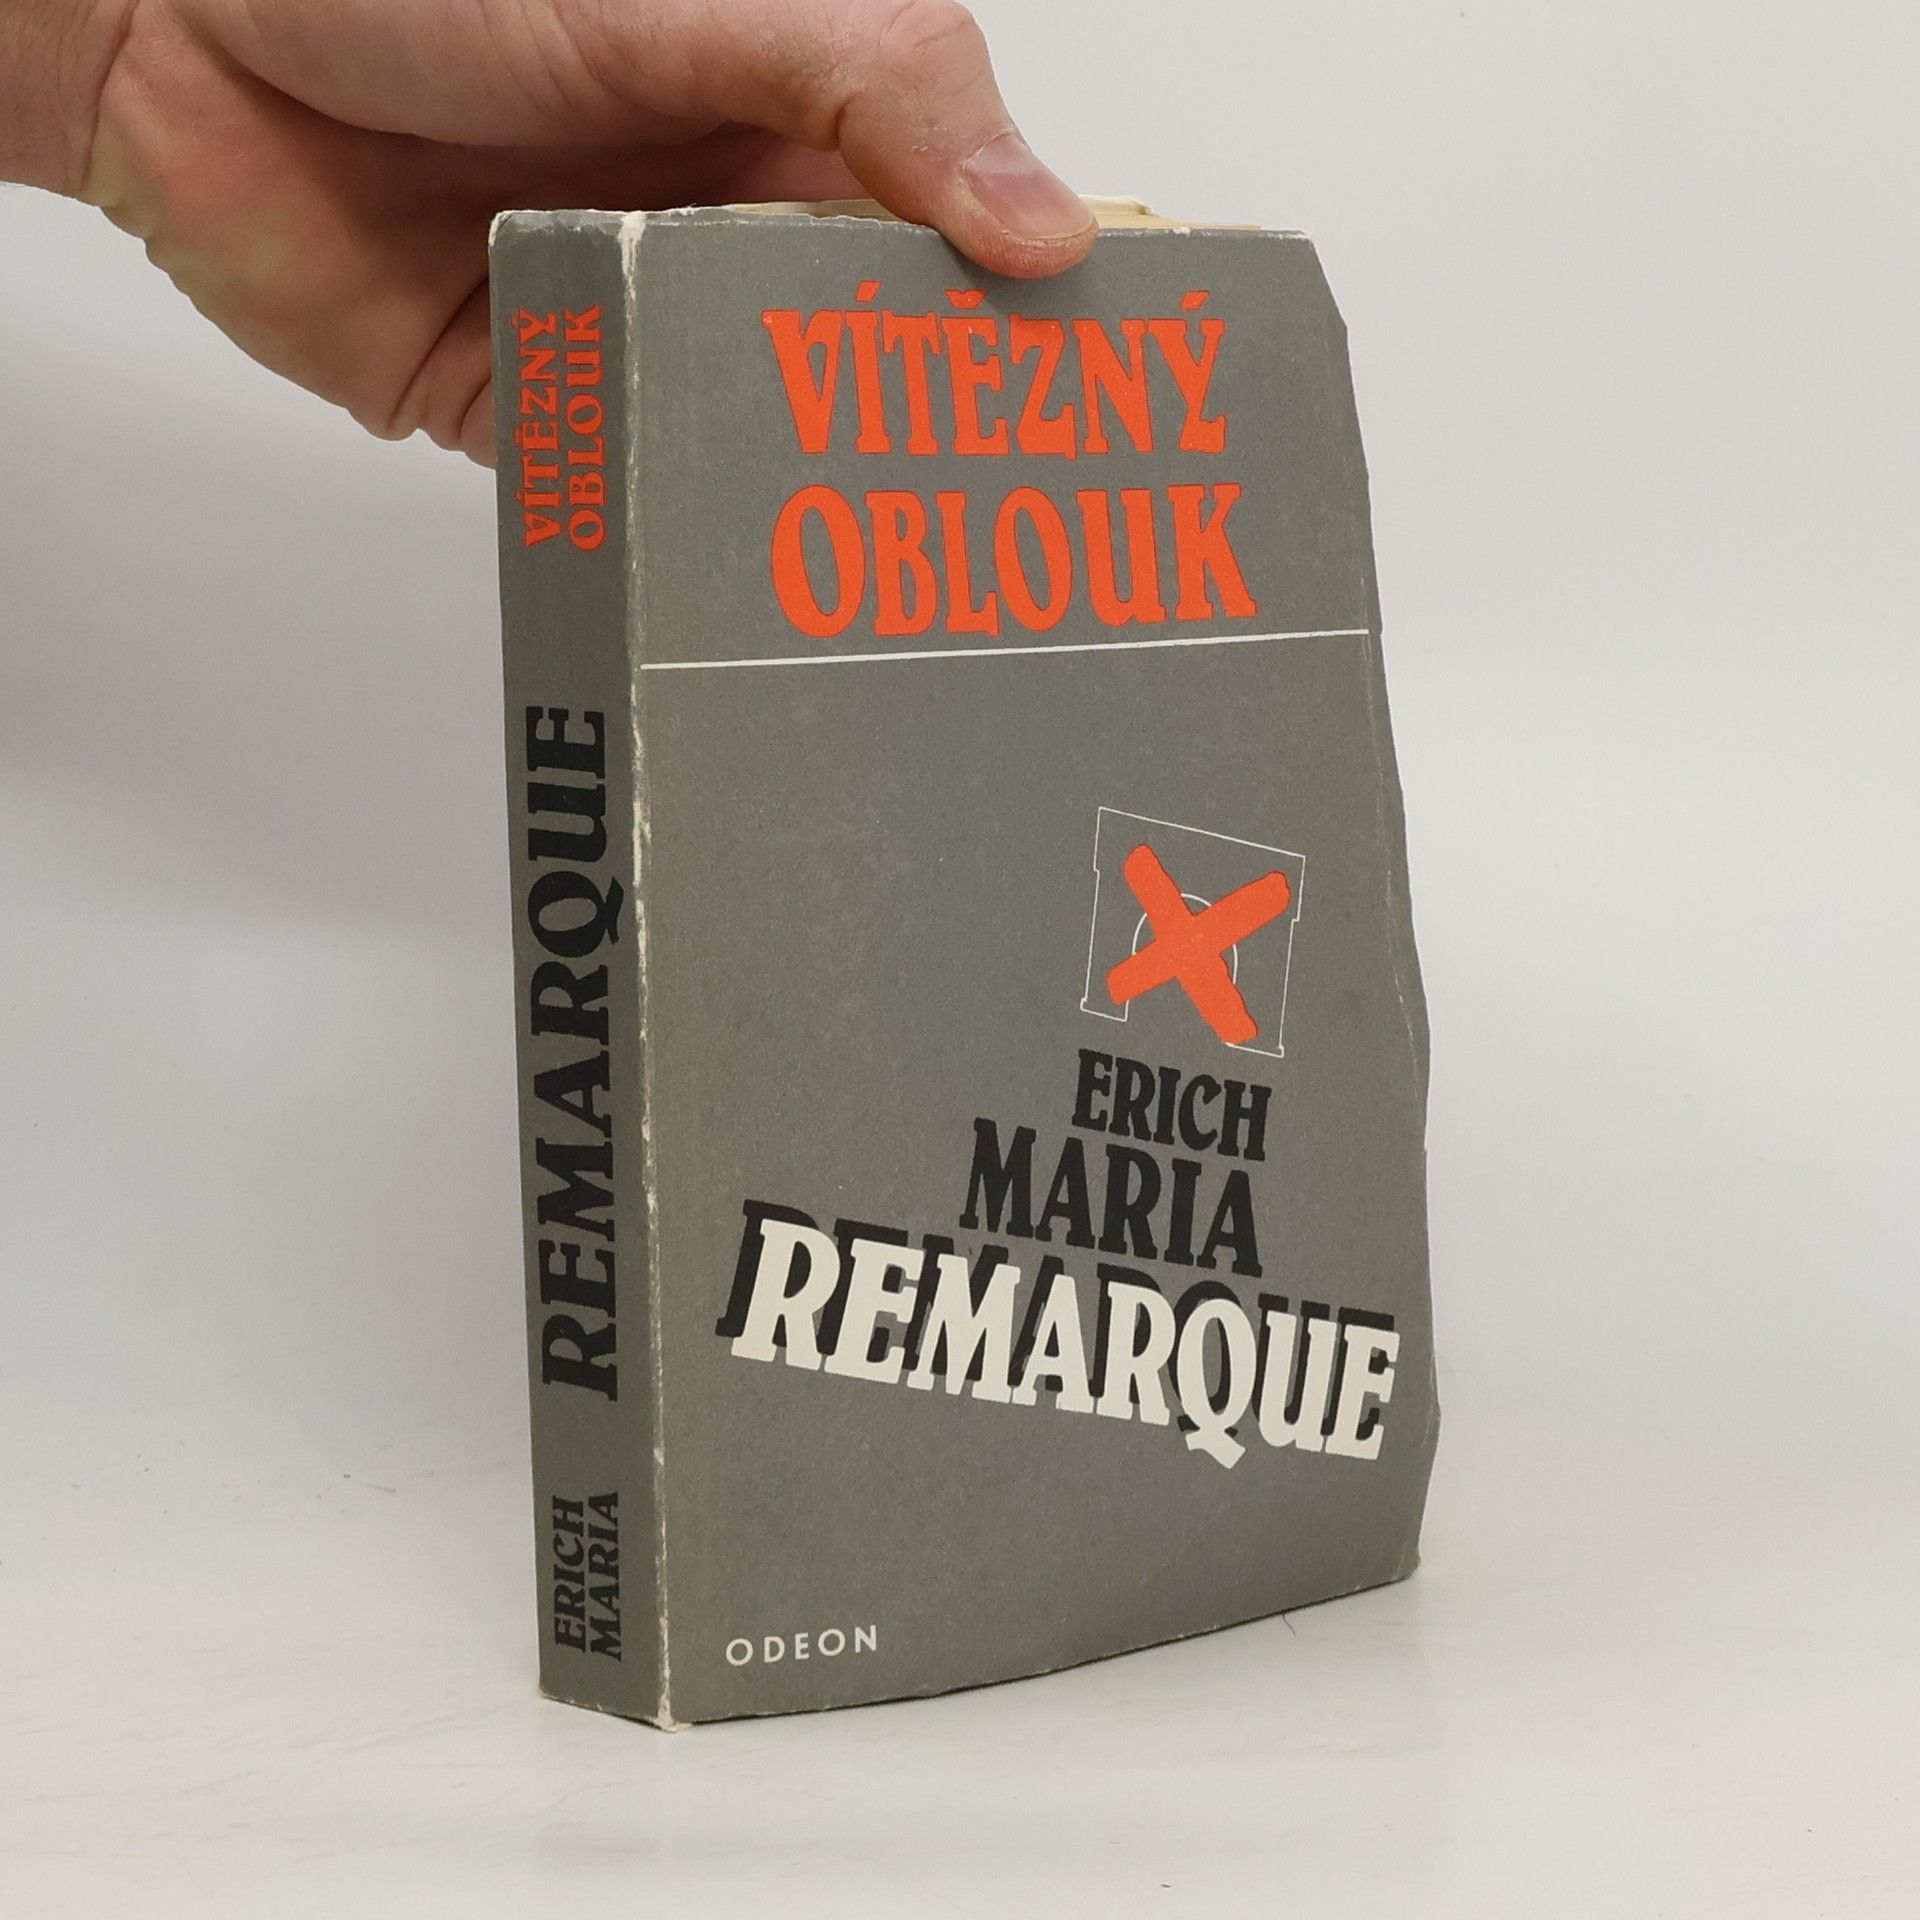 VÍTĚZNÝ
OBLOUK
REMARQUE
ERICH
MARIA
VÍTĚZNÝ
OBLOUK
ERICH
MARIA
REMARQUE
ODEON